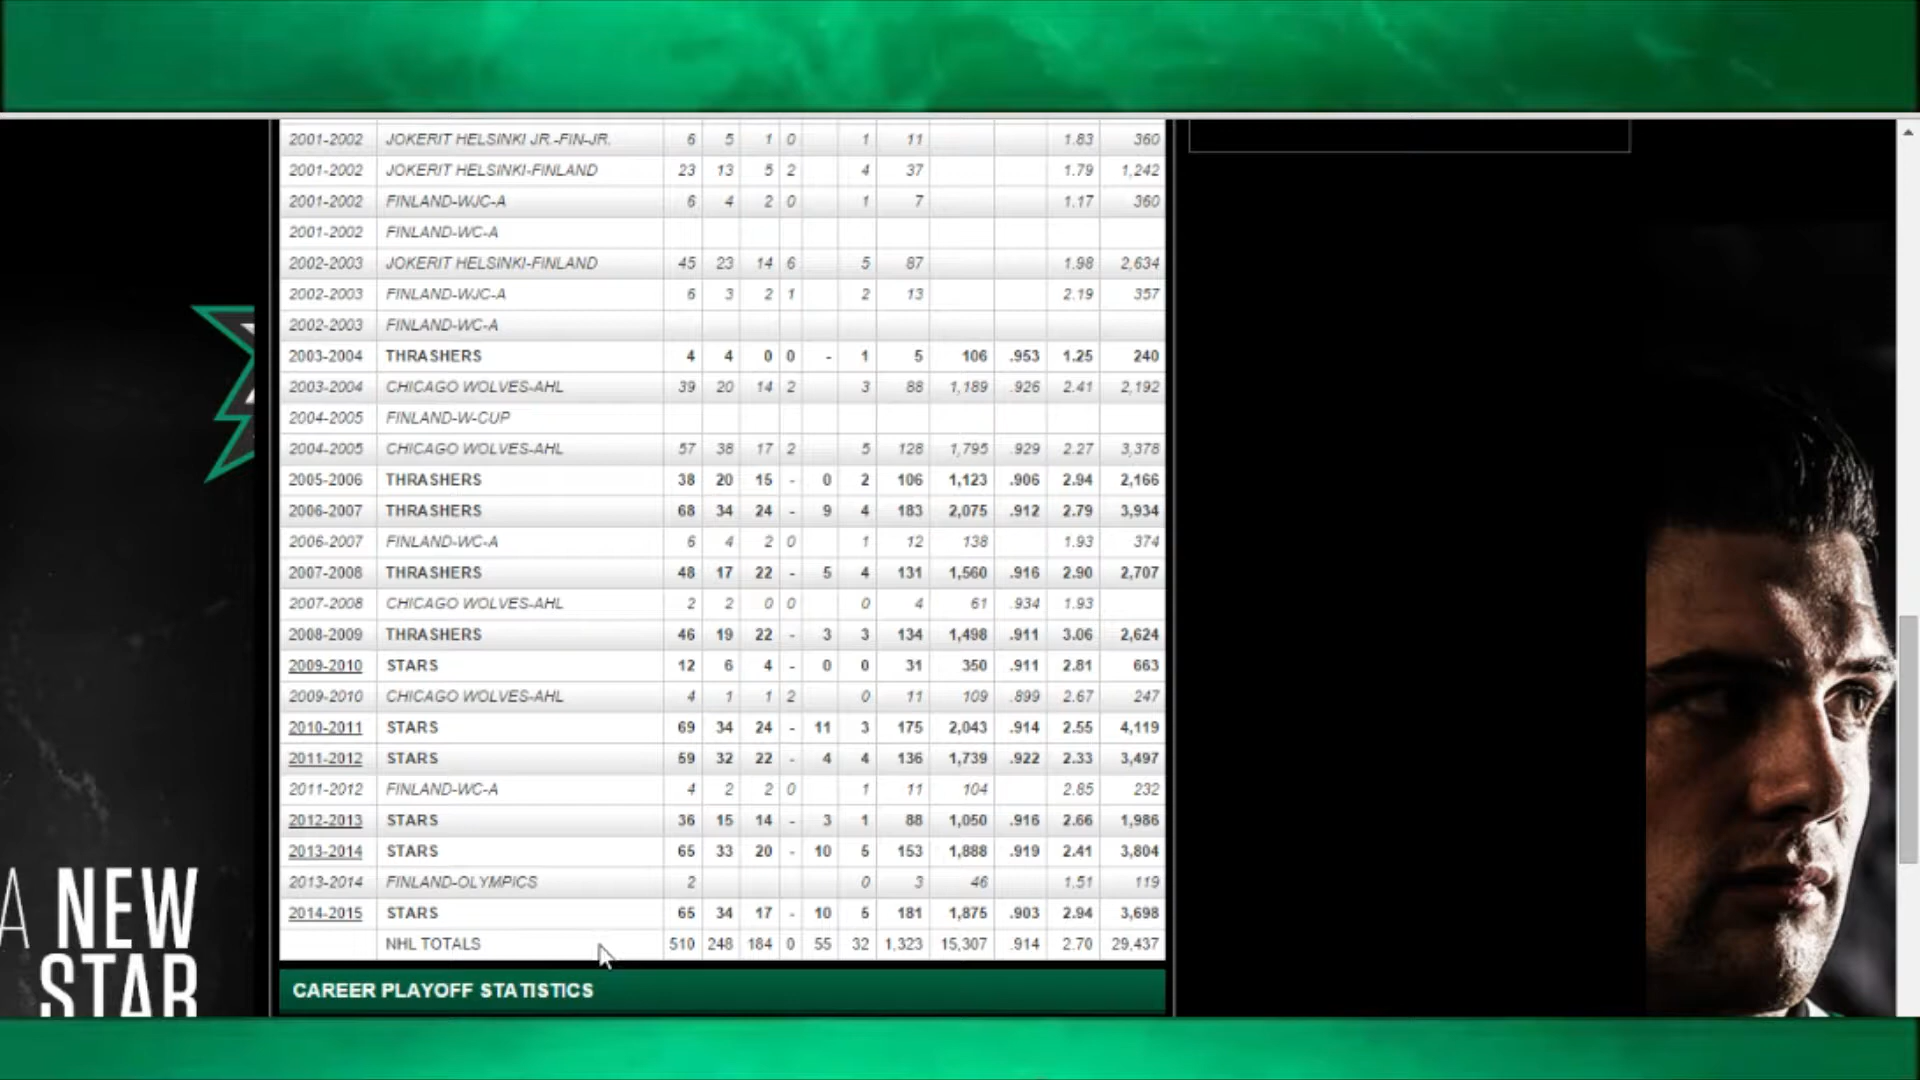 2001-2002 JOKERIT HELSINKI JR.-FIN-JR. 6 5 1 0 1 11 1.83 360
2001-2002 JOKERIT HELSINKI-FINLAND 23 13 5 2 4 37 1.79 1,242
2001-2002 FINLAND-WJC-A 6 4 2 0 1 7 1.17 360
2001-2002 FINLAND-WC-A
2002-2003 JOKERIT HELSINKI-FINLAND 45 23 14 6 5 87 1.98 2,634
2002-2003 FINLAND-WJC-A 6 3 2 1 2 13 2.19 357
2002-2003 FINLAND-WC-A
2003-2004 THRASHERS 4 4 0 0 - 1 5 106 .953 1.25 240
2003-2004 CHICAGO WOLVES-AHL 39 20 14 2 3 88 1,189 .926 2.41 2,192
2004-2005 FINLAND-W-CUP
2004-2005 CHICAGO WOLVES-AHL 57 38 17 2 5 128 1,795 .929 2.27 3,378
2005-2006 THRASHERS 38 20 15 - 0 2 106 1,123 .906 2.94 2,166
2006-2007 THRASHERS 68 34 24 - 9 4 183 2,075 .912 2.79 3,934
2006-2007 FINLAND-WC-A 6 4 2 0 1 12 138 1.93 374
2007-2008 THRASHERS 48 17 22 - 5 4 131 1,560 .916 2.90 2,707
2007-2008 CHICAGO WOLVES-AHL 2 2 0 0 0 4 61 .934 1.93
2008-2009 THRASHERS 46 19 22 - 3 3 134 1,498 .911 3.06 2,624
2009-2010 STARS 12 6 4 - 0 0 31 350 .911 2.81 663
2009-2010 CHICAGO WOLVES-AHL 4 1 1 2 0 11 109 .899 2.67 247
2010-2011 STARS 69 34 24 - 11 3 175 2,043 .914 2.55 4,119
2011-2012 STARS 59 32 22 - 4 4 136 1,739 .922 2.33 3,497
2011-2012 FINLAND-WC-A 4 2 2 0 1 11 104 2.85 232
2012-2013 STARS 36 15 14 - 3 1 88 1,050 .916 2.66 1,986
2013-2014 STARS 65 33 20 - 10 5 153 1,888 .919 2.41 3,804
2013-2014 FINLAND-OLYMPICS 2 0 3 46 1.51 119
2014-2015 STARS 65 34 17 - 10 5 181 1,875 .903 2.94 3,698
NHL TOTALS 510 248 184 0 55 32 1,323 15,307 .914 2.70 29,437
CAREER PLAYOFF STATISTICS
A NEW
STAR